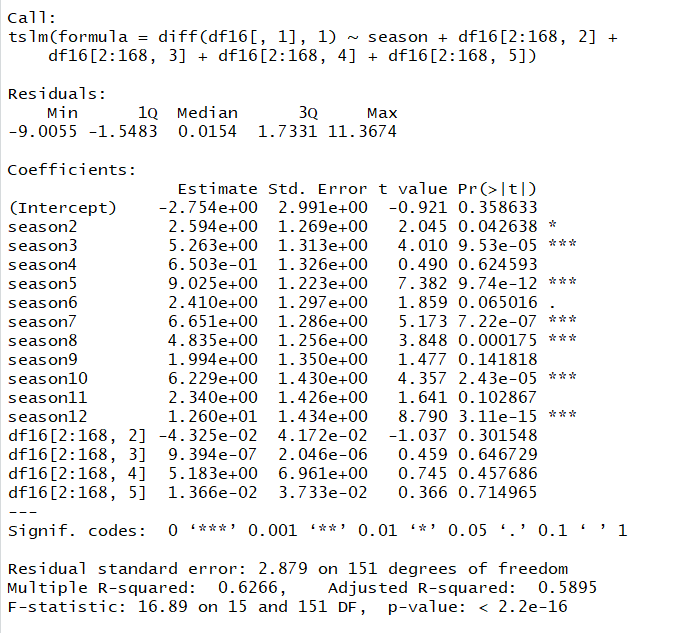 Call:
tslm(formula = diff(df16[, 1], 1) ~ season + df16[2:168, 2] +
    df16[2:168, 3] + df16[2:168, 4] + df16[2:168, 5])

Residuals:
    Min      1Q  Median      3Q     Max
-9.0055 -1.5483  0.0154  1.7331 11.3674

Coefficients:
                 Estimate Std. Error t value Pr(>|t|)
(Intercept)    -2.754e+00  2.991e+00  -0.921 0.358633
season2         2.594e+00  1.269e+00   2.045 0.042638 *
season3         5.263e+00  1.313e+00   4.010 9.53e-05 ***
season4         6.503e-01  1.326e+00   0.490 0.624593
season5         9.025e+00  1.223e+00   7.382 9.74e-12 ***
season6         2.410e+00  1.297e+00   1.859 0.065016 .
season7         6.651e+00  1.286e+00   5.173 7.22e-07 ***
season8         4.835e+00  1.256e+00   3.848 0.000175 ***
season9         1.994e+00  1.350e+00   1.477 0.141818
season10        6.229e+00  1.430e+00   4.357 2.43e-05 ***
season11        2.340e+00  1.426e+00   1.641 0.102867
season12        1.260e+01  1.434e+00   8.790 3.11e-15 ***
df16[2:168, 2] -4.325e-02  4.172e-02  -1.037 0.301548
df16[2:168, 3]  9.394e-07  2.046e-06   0.459 0.646729
df16[2:168, 4]  5.183e+00  6.961e+00   0.745 0.457686
df16[2:168, 5]  1.366e-02  3.733e-02   0.366 0.714965
---
Signif. codes:  0 ‘***’ 0.001 ‘**’ 0.01 ‘*’ 0.05 ‘.’ 0.1 ‘ ’ 1

Residual standard error: 2.879 on 151 degrees of freedom
Multiple R-squared:  0.6266,    Adjusted R-squared:  0.5895
F-statistic: 16.89 on 15 and 151 DF,  p-value: < 2.2e-16